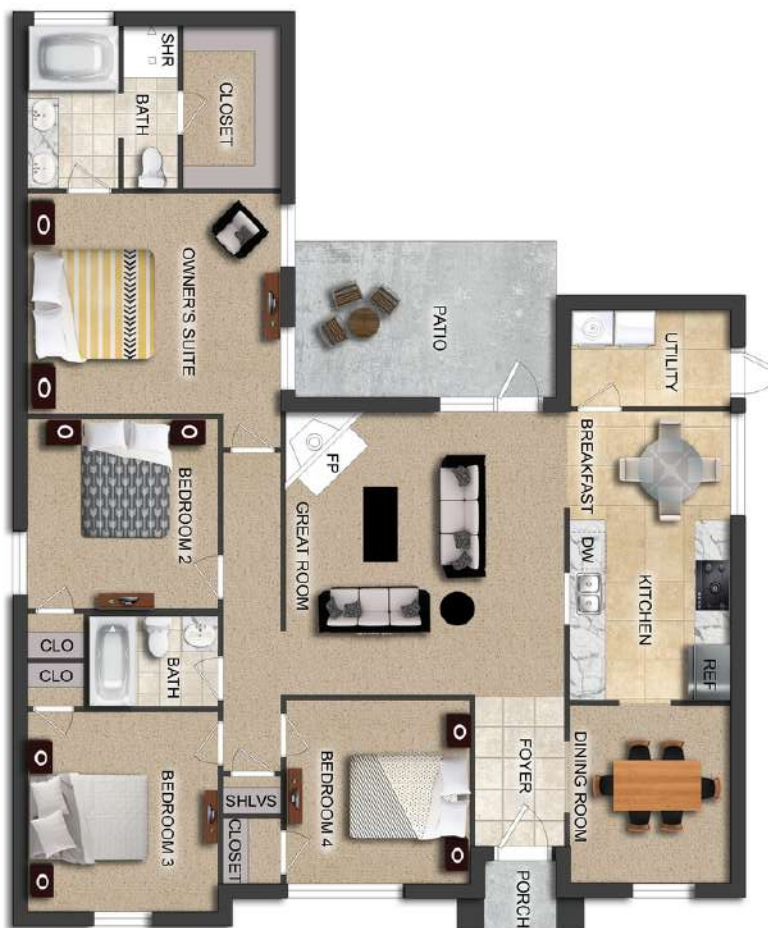 SHR
BATH
CLOSET
OWNER'S SUITE
PATIO
UTILITY
BREAKFAST
FP
BEDROOM 2
GREAT ROOM
DW
KITCHEN
CLO
CLO
BATH
REF
BEDROOM 3
SHLVS
CLOSET
BEDROOM 4
FOYER
DINING ROOM
PORCH